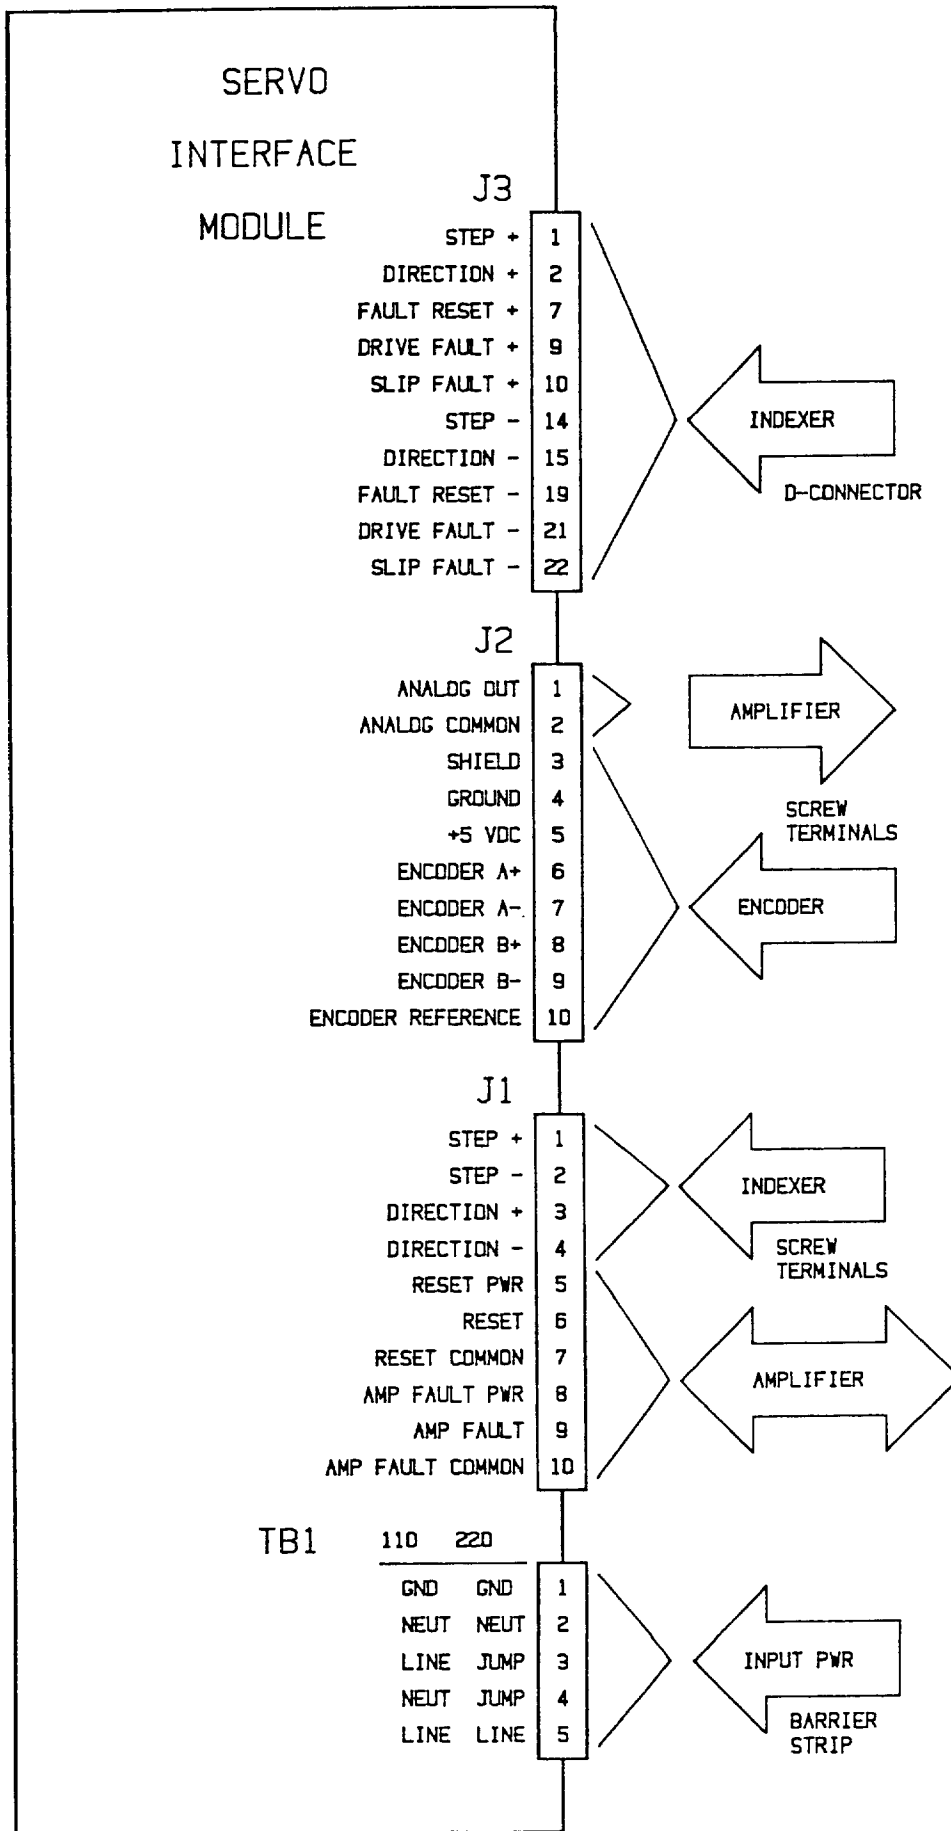 SERVO
INTERFACE
MODULE
J3
STEP + 1
DIRECTION + 2
FAULT RESET + 7
DRIVE FAULT + 9
SLIP FAULT + 10
STEP - 14
DIRECTION - 15
FAULT RESET - 19
DRIVE FAULT - 21
SLIP FAULT - 22
INDEXER
D-CONNECTOR
J2
ANALOG OUT 1
ANALOG COMMON 2
SHIELD 3
GROUND 4
+5 VDC 5
ENCODER A+ 6
ENCODER A- 7
ENCODER B+ 8
ENCODER B- 9
ENCODER REFERENCE 10
AMPLIFIER
SCREW
TERMINALS
ENCODER
J1
STEP + 1
STEP - 2
DIRECTION + 3
DIRECTION - 4
RESET PWR 5
RESET 6
RESET COMMON 7
AMP FAULT PWR 8
AMP FAULT 9
AMP FAULT COMMON 10
INDEXER
SCREW
TERMINALS
AMPLIFIER
TB1 110 220
GND GND 1
NEUT NEUT 2
LINE JUMP 3
NEUT JUMP 4
LINE LINE 5
INPUT PWR
BARRIER
STRIP